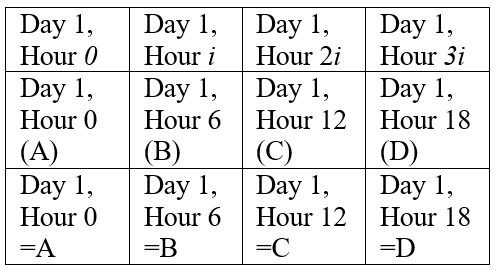 Day 1, Day 1, Day 1, Day 1,
Hour 0 Hour i Hour 2i Hour 3i
Day 1, Day 1, Day 1, Day 1,
Hour 0 Hour 6 Hour 12 Hour 18
(A) (B) (C) (D)
Day 1, Day 1, Day 1, Day 1,
Hour 0 Hour 6 Hour 12 Hour 18
=A =B =C =D